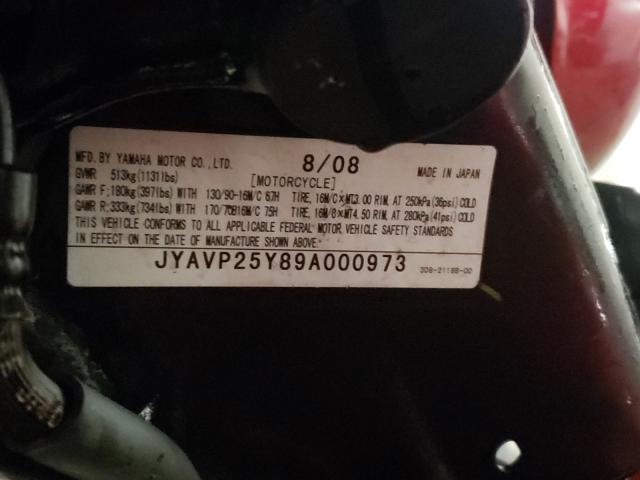 MFD. BY YAMAHA MOTOR CO., LTD. 8/08 MADE IN JAPAN
GVWR 513kg(1131lbs) [MOTORCYCLE]
GAWR F;180kg(397lbs) WITH 130/90-16M/C 67H TIRE, 16M/C×MT3.00 RIM, AT 250kPa(36psi)COLD
GAWR R;333kg(734lbs) WITH 170/70B16M/C 75H TIRE, 16M/C×MT4.50 RIM, AT 280kPa(41psi)COLD
THIS VEHICLE CONFORMS TO ALL APPLICABLE FEDERAL MOTOR VEHICLE SAFETY STANDARDS
IN EFFECT ON THE DATE OF MANUFACTURE SHOWN ABOVE.
JYAVP25Y89A000973 3D8-2118B-00